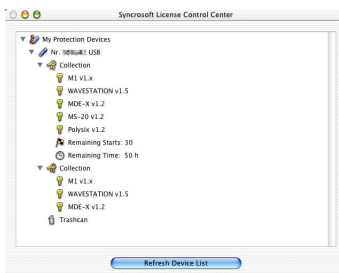 Syncrosoft License Control Center
My Protection Devices
Nr. USB
Collection
M1 v1.x
WAVESTATION v1.5
MDE-X v1.2
MS-20 v1.2
Polysix v1.2
Remaining Starts: 30
Remaining Time: 50 h
Collection
M1 v1.x
WAVESTATION v1.5
MDE-X v1.2
Trashcan
Refresh Device List